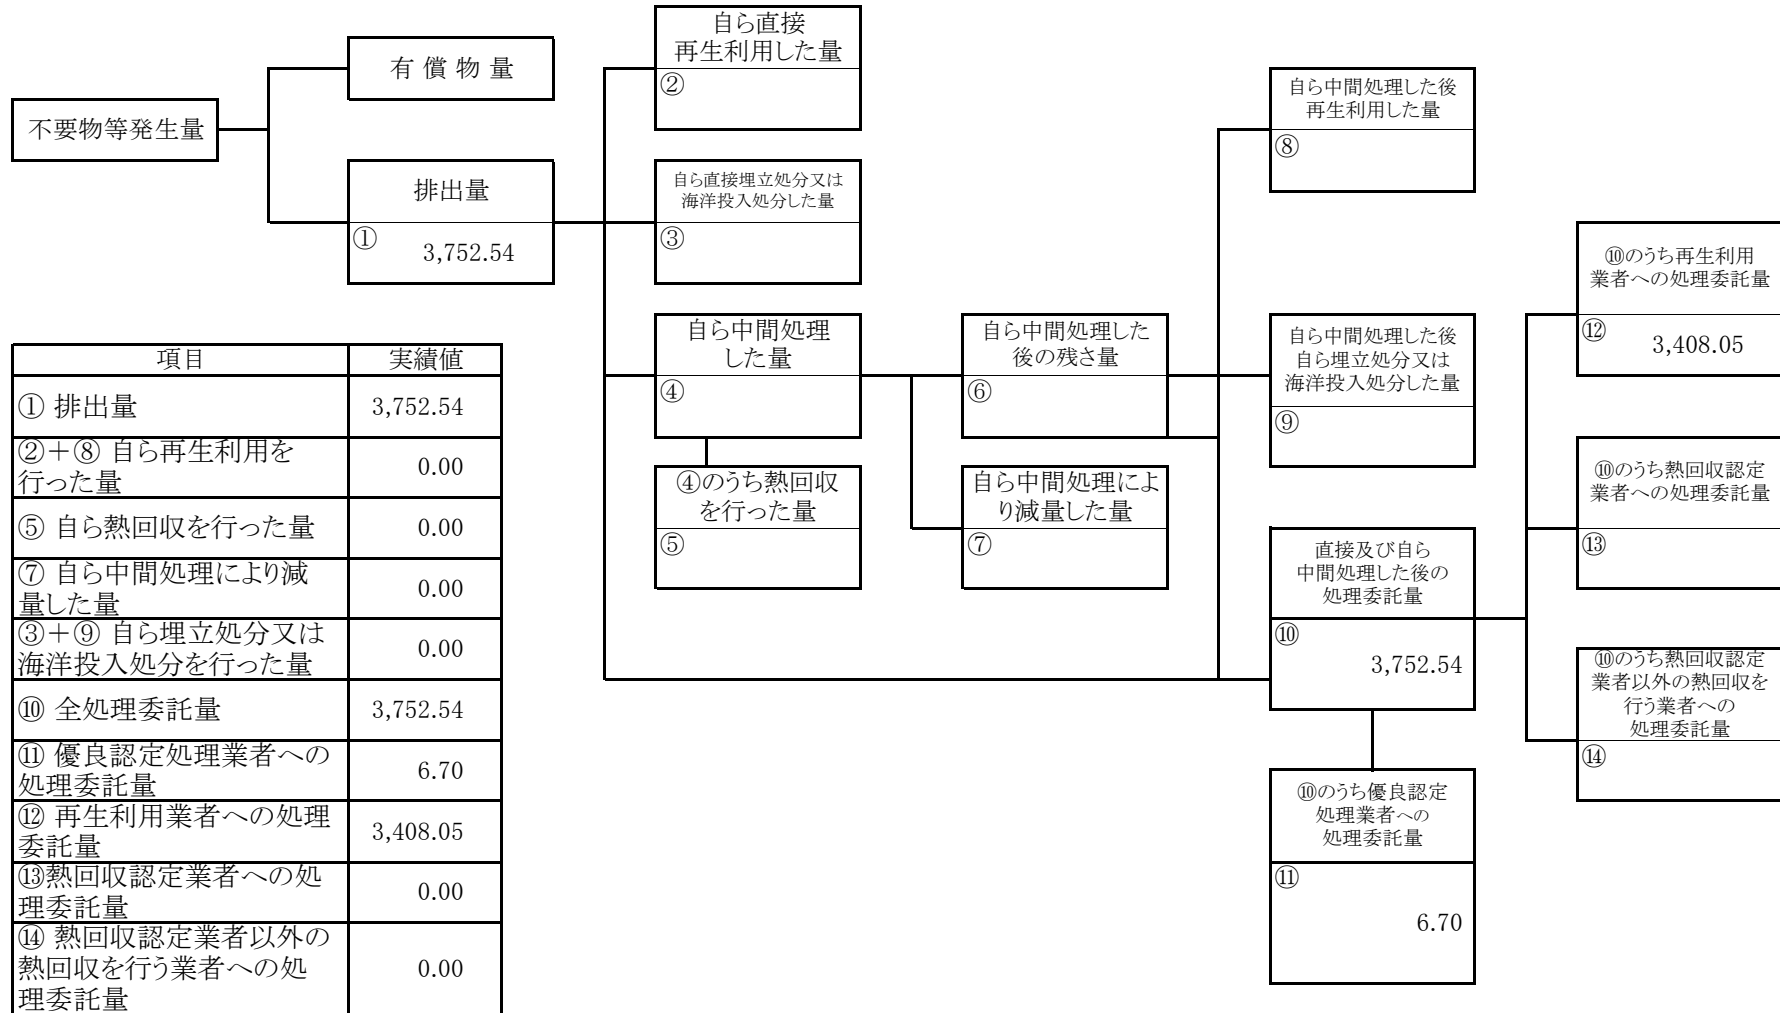 不要物等発生量
有償物量
排出量
①
3,752.54
自ら直接
再生利用した量
②
自ら直接埋立処分又は
海洋投入処分した量
③
自ら中間処理
した量
④
④のうち熱回収
を行った量
⑤
自ら中間処理した
後の残さ量
⑥
自ら中間処理によ
り減量した量
⑦
自ら中間処理した後
再生利用した量
⑧
自ら中間処理した後
自ら埋立処分又は
海洋投入処分した量
⑨
直接及び自ら
中間処理した後の
処理委託量
⑩
3,752.54
⑩のうち優良認定
処理業者への
処理委託量
⑪
6.70
⑩のうち再生利用
業者への処理委託量
⑫
3,408.05
⑩のうち熱回収認定
業者への処理委託量
⑬
⑩のうち熱回収認定
業者以外の熱回収を
行う業者への
処理委託量
⑭
項目 実績値
① 排出量 3,752.54
②＋⑧ 自ら再生利用を
行った量 0.00
⑤ 自ら熱回収を行った量 0.00
⑦ 自ら中間処理により減
量した量 0.00
③＋⑨ 自ら埋立処分又は
海洋投入処分を行った量 0.00
⑩ 全処理委託量 3,752.54
⑪ 優良認定処理業者への
処理委託量 6.70
⑫ 再生利用業者への処理
委託量 3,408.05
⑬熱回収認定業者への処
理委託量 0.00
⑭ 熱回収認定業者以外の
熱回収を行う業者への処
理委託量 0.00